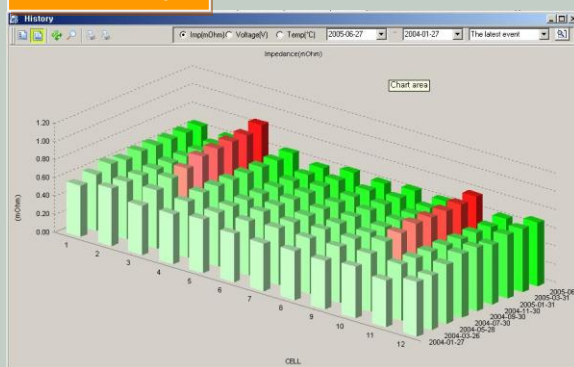 History
Imp(mOhm) Voltage(V) Temp(°C) 2005-06-27 ~ 2004-01-27 The latest event
Impedance(mOhm)
Chart area
1.20
1.00
0.80
0.60
0.40
0.20
0.00
(mOhm)
1 2 3 4 5 6 7 8 9 10 11 12
2005-06
2005-03-31
2005-01-31
2004-11-30
2004-09-30
2004-07-30
2004-05-28
2004-03-26
2004-01-27
CELL